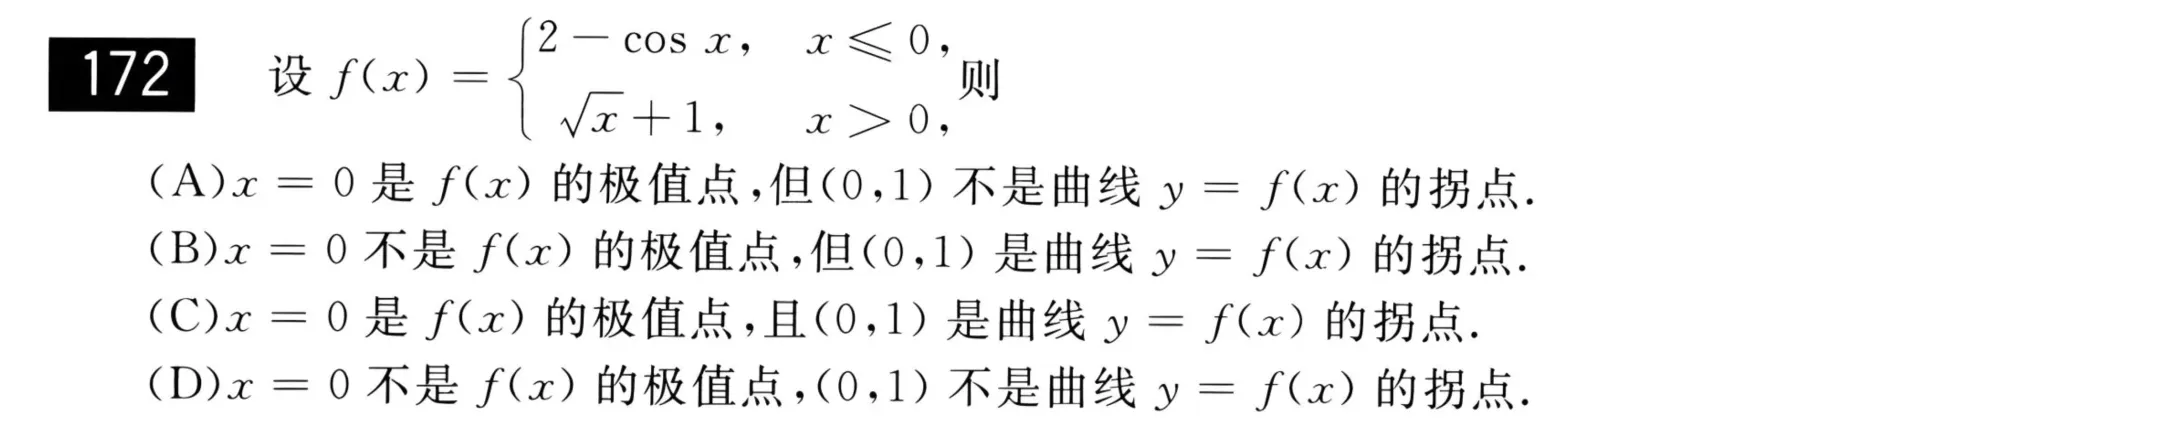 172 设 f(x) = { 2 − cos x, x ⩽ 0, √x + 1, x > 0, 则
(A)x = 0 是 f(x) 的极值点,但(0,1) 不是曲线 y = f(x) 的拐点.
(B)x = 0 不是 f(x) 的极值点,但(0,1) 是曲线 y = f(x) 的拐点.
(C)x = 0 是 f(x) 的极值点,且(0,1) 是曲线 y = f(x) 的拐点.
(D)x = 0 不是 f(x) 的极值点,(0,1) 不是曲线 y = f(x) 的拐点.